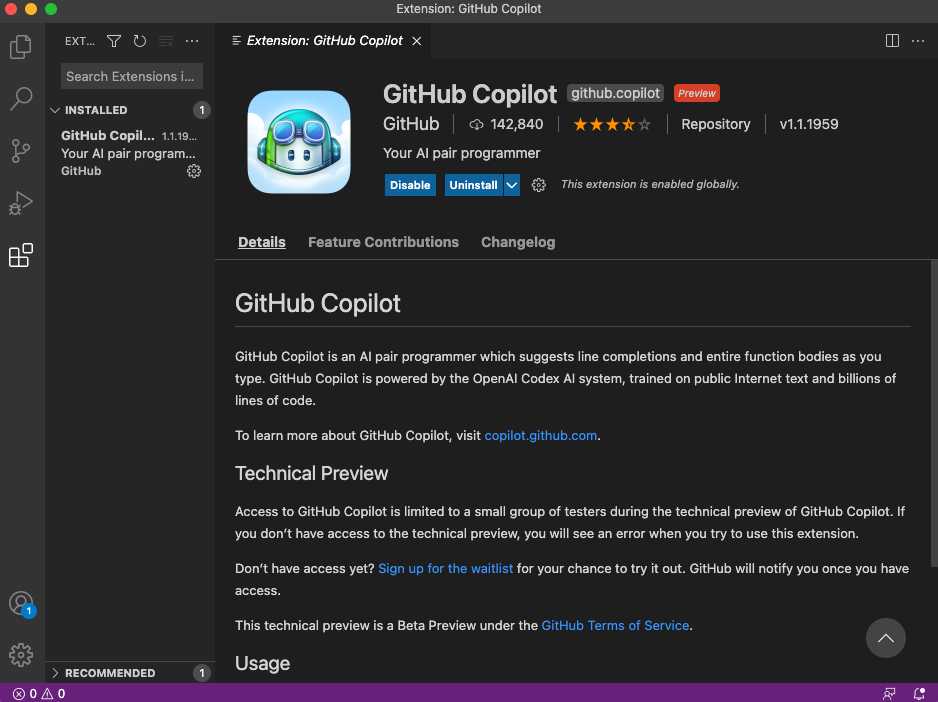 Extension: GitHub Copilot
EXT...
Search Extensions i...
INSTALLED 1
GitHub Copil... 1.1.19...
Your AI pair program...
GitHub
RECOMMENDED 1
Extension: GitHub Copilot
GitHub Copilot github.copilot Preview
GitHub 142,840 Repository v1.1.1959
Your AI pair programmer
Disable Uninstall This extension is enabled globally.
Details Feature Contributions Changelog
GitHub Copilot
GitHub Copilot is an AI pair programmer which suggests line completions and entire function bodies as you
type. GitHub Copilot is powered by the OpenAI Codex AI system, trained on public Internet text and billions of
lines of code.
To learn more about GitHub Copilot, visit copilot.github.com.
Technical Preview
Access to GitHub Copilot is limited to a small group of testers during the technical preview of GitHub Copilot. If
you don’t have access to the technical preview, you will see an error when you try to use this extension.
Don’t have access yet? Sign up for the waitlist for your chance to try it out. GitHub will notify you once you have
access.
This technical preview is a Beta Preview under the GitHub Terms of Service.
Usage
1
0 0